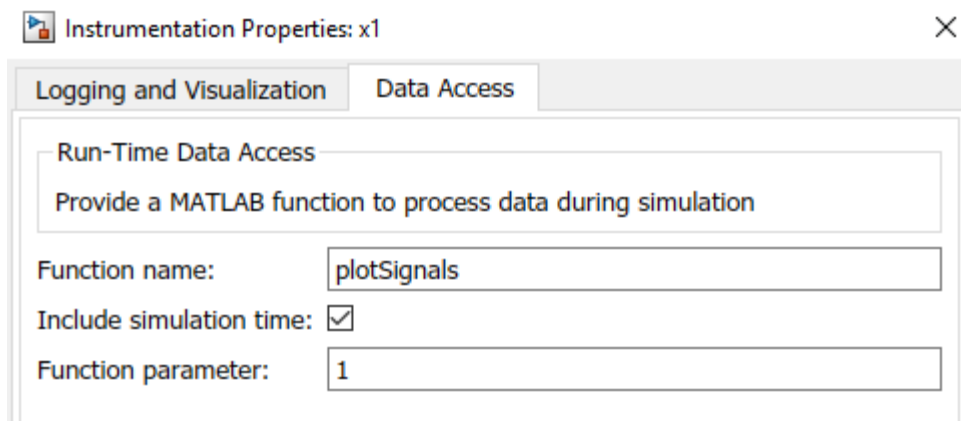 Instrumentation Properties: x1
Logging and Visualization Data Access
Run-Time Data Access
Provide a MATLAB function to process data during simulation
Function name: plotSignals
Include simulation time:
Function parameter: 1